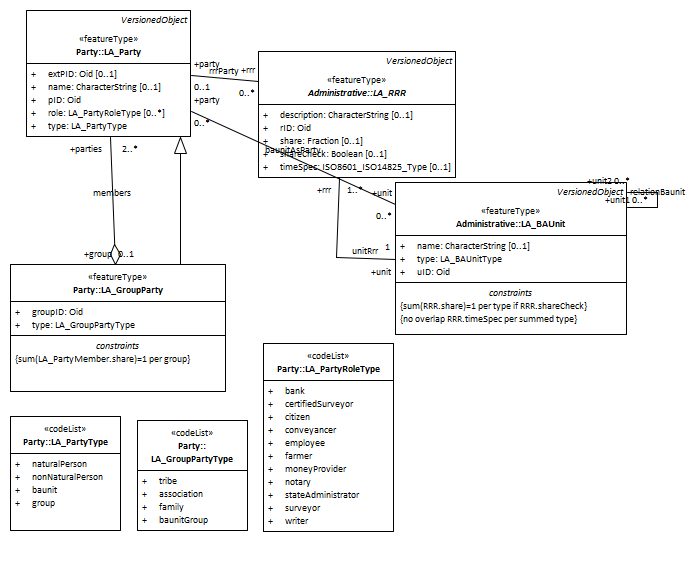 VersionedObject
«featureType»
Party::LA_Party
+ extPID: Oid [0..1]
+ name: CharacterString [0..1]
+ pID: Oid
+ role: LA_PartyRoleType [0..*]
+ type: LA_PartyType
+party
rrrParty
+rrr
0..1
0..*
+party
0..*
baunitAsParty
VersionedObject
«featureType»
Administrative::LA_RRR
+ description: CharacterString [0..1]
+ rID: Oid
+ share: Fraction [0..1]
+ shareCheck: Boolean [0..1]
+ timeSpec: ISO8601_ISO14825_Type [0..1]
+parties
2..*
members
+group
0..1
+rrr
1..*
+unit
0..*
unitRrr
1
+unit
+unit2 0..*
relationBaunit
+unit1 0..*
VersionedObject
«featureType»
Administrative::LA_BAUnit
+ name: CharacterString [0..1]
+ type: LA_BAUnitType
+ uID: Oid
constraints
{sum(RRR.share)=1 per type if RRR.shareCheck}
{no overlap RRR.timeSpec per summed type}
«featureType»
Party::LA_GroupParty
+ groupID: Oid
+ type: LA_GroupPartyType
constraints
{sum(LA_PartyMember.share)=1 per group}
«codeList»
Party::LA_PartyType
+ naturalPerson
+ nonNaturalPerson
+ baunit
+ group
«codeList»
Party::
LA_GroupPartyType
+ tribe
+ association
+ family
+ baunitGroup
«codeList»
Party::LA_PartyRoleType
+ bank
+ certifiedSurveyor
+ citizen
+ conveyancer
+ employee
+ farmer
+ moneyProvider
+ notary
+ stateAdministrator
+ surveyor
+ writer